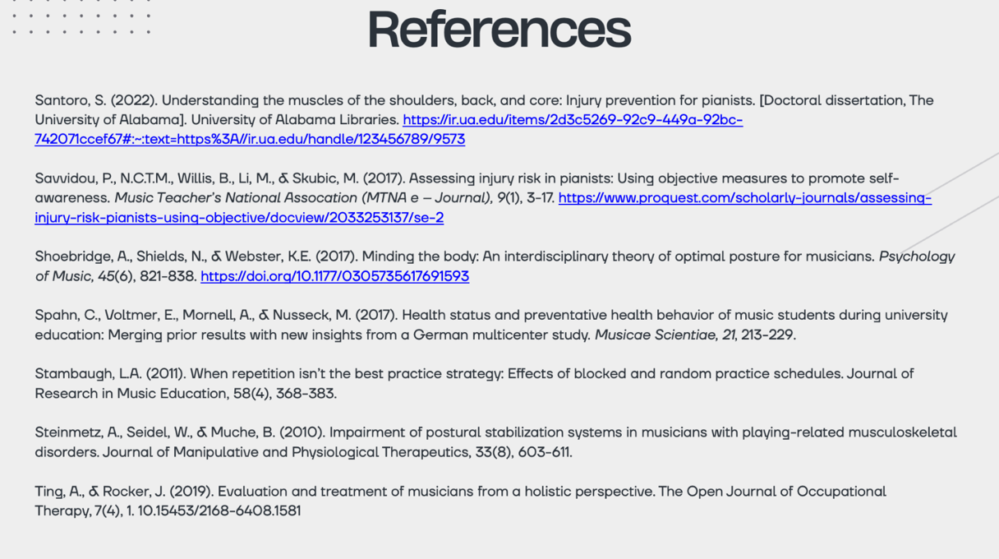 References
Santoro, S. (2022). Understanding the muscles of the shoulders, back, and core: Injury prevention for pianists. [Doctoral dissertation, The
University of Alabama]. University of Alabama Libraries. https://ir.ua.edu/items/2d3c5269-92c9-449a-92bc-
742071ccef67#:~:text=https%3A//ir.ua.edu/handle/123456789/9573
Savvidou, P., N.C.T.M., Willis, B., Li, M., & Skubic, M. (2017). Assessing injury risk in pianists: Using objective measures to promote self-
awareness. Music Teacher's National Assocation (MTNA e – Journal), 9(1), 3-17. https://www.proquest.com/scholarly-journals/assessing-
injury-risk-pianists-using-objective/docview/2033253137/se-2
Shoebridge, A., Shields, N., & Webster, K.E. (2017). Minding the body: An interdisciplinary theory of optimal posture for musicians. Psychology
of Music, 45(6), 821-838. https://doi.org/10.1177/0305735617691593
Spahn, C., Voltmer, E., Mornell, A., & Nusseck, M. (2017). Health status and preventative health behavior of music students during university
education: Merging prior results with new insights from a German multicenter study. Musicae Scientiae, 21, 213-229.
Stambaugh, L.A. (2011). When repetition isn't the best practice strategy: Effects of blocked and random practice schedules. Journal of
Research in Music Education, 58(4), 368-383.
Steinmetz, A., Seidel, W., & Muche, B. (2010). Impairment of postural stabilization systems in musicians with playing-related musculoskeletal
disorders. Journal of Manipulative and Physiological Therapeutics, 33(8), 603-611.
Ting, A., & Rocker, J. (2019). Evaluation and treatment of musicians from a holistic perspective. The Open Journal of Occupational
Therapy, 7(4), 1. 10.15453/2168-6408.1581